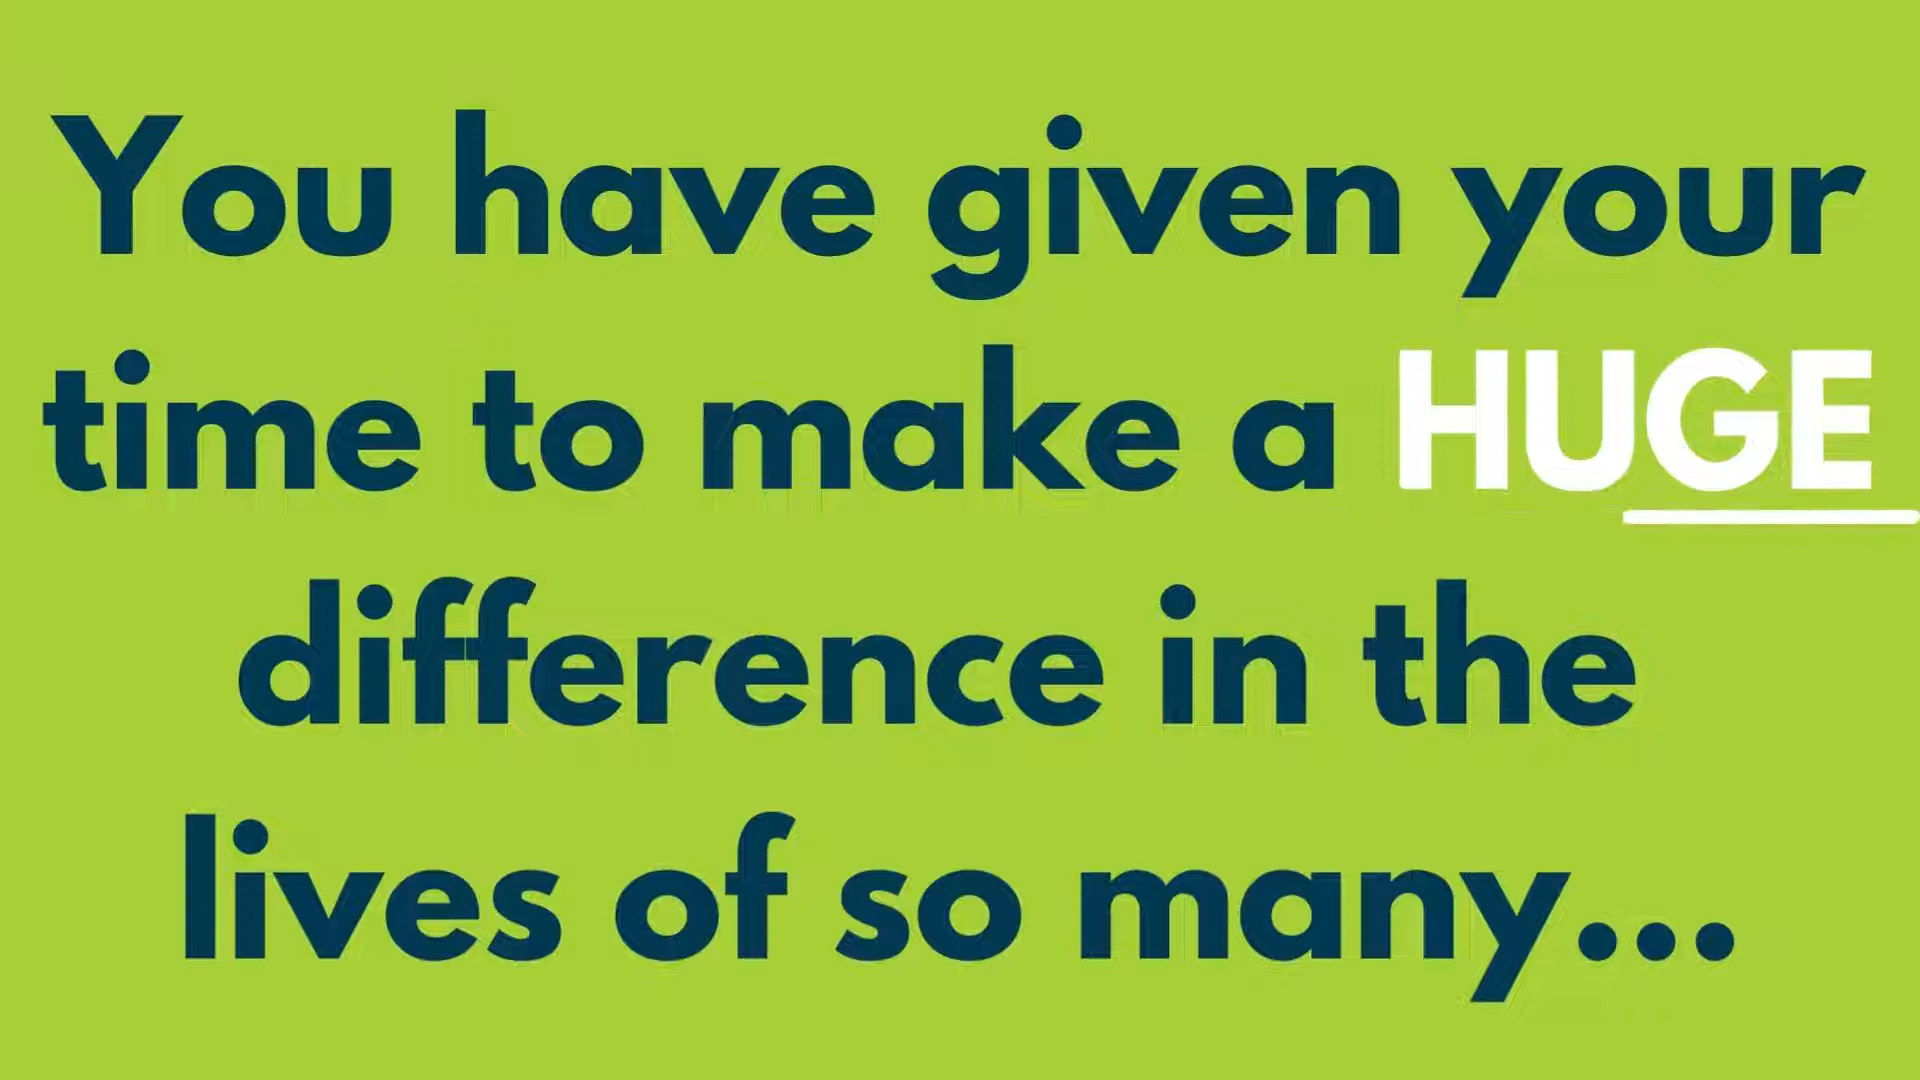 You have given your
time to make a HUGE
difference in the
lives of so many...